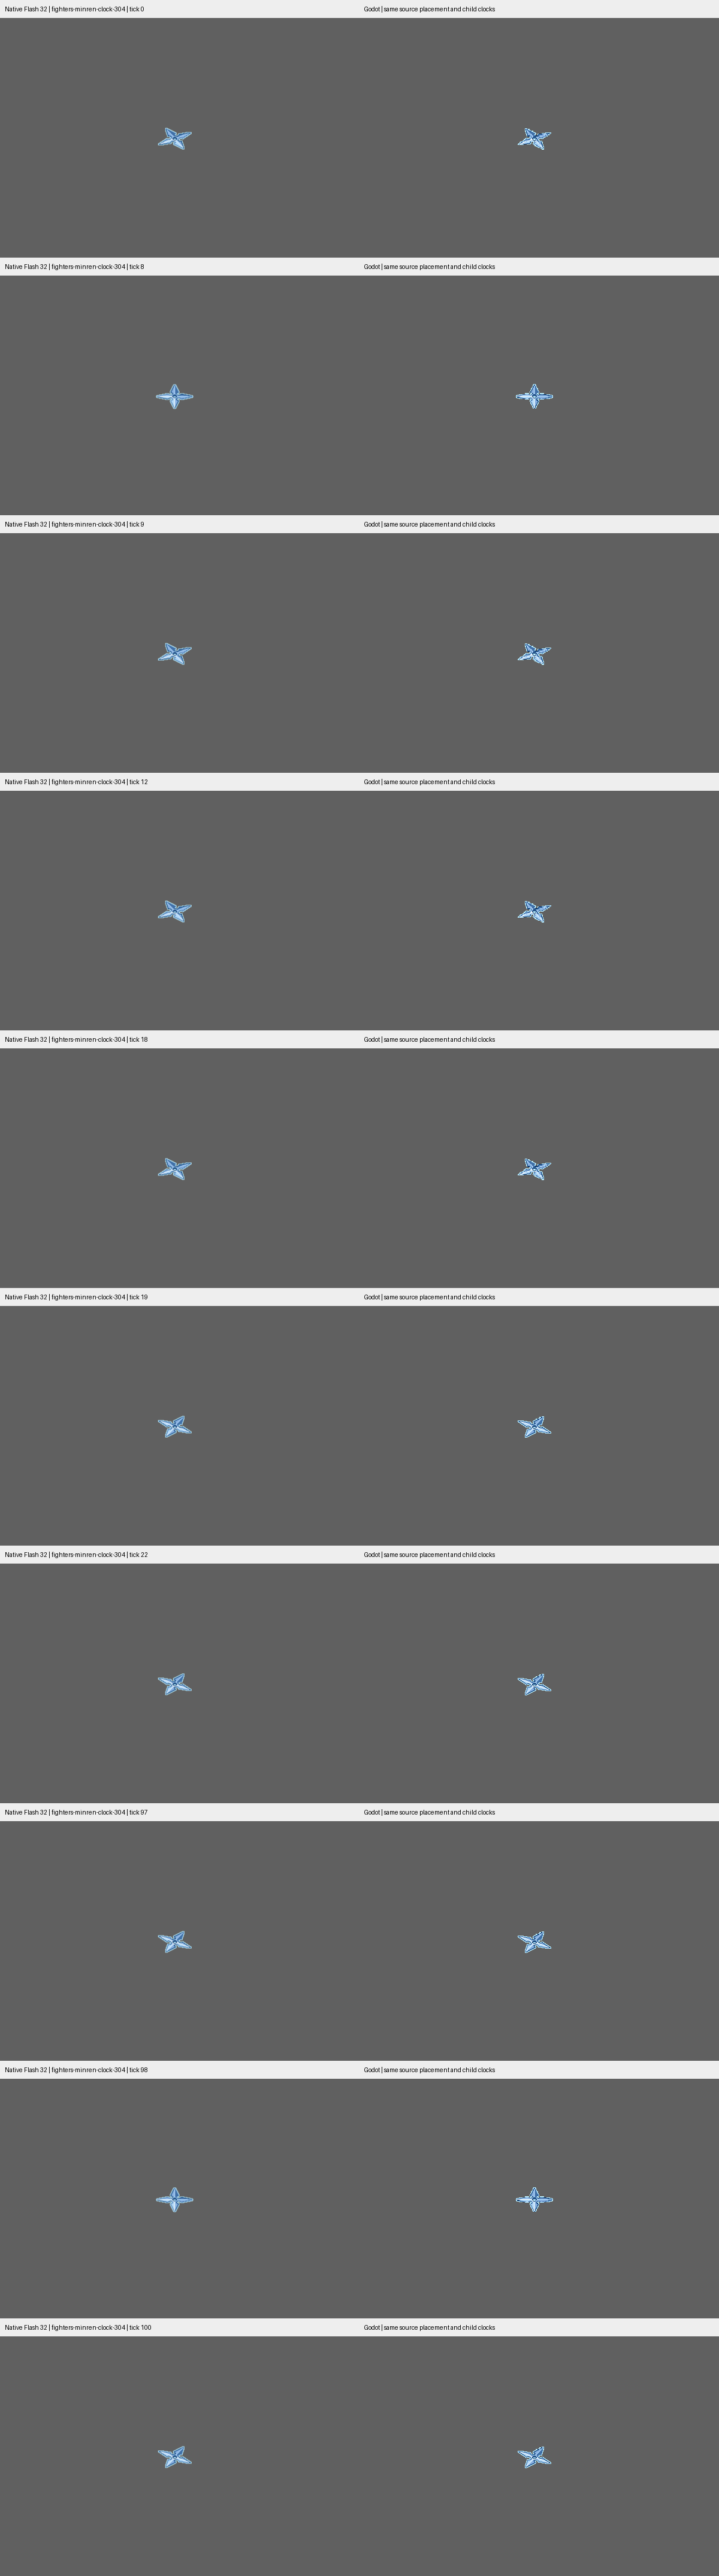 Native Flash 32 | fighters-minren-clock-304 | tick 0
Godot | same source placement and child clocks
Native Flash 32 | fighters-minren-clock-304 | tick 8
Godot | same source placement and child clocks
Native Flash 32 | fighters-minren-clock-304 | tick 9
Godot | same source placement and child clocks
Native Flash 32 | fighters-minren-clock-304 | tick 12
Godot | same source placement and child clocks
Native Flash 32 | fighters-minren-clock-304 | tick 18
Godot | same source placement and child clocks
Native Flash 32 | fighters-minren-clock-304 | tick 19
Godot | same source placement and child clocks
Native Flash 32 | fighters-minren-clock-304 | tick 22
Godot | same source placement and child clocks
Native Flash 32 | fighters-minren-clock-304 | tick 97
Godot | same source placement and child clocks
Native Flash 32 | fighters-minren-clock-304 | tick 98
Godot | same source placement and child clocks
Native Flash 32 | fighters-minren-clock-304 | tick 100
Godot | same source placement and child clocks